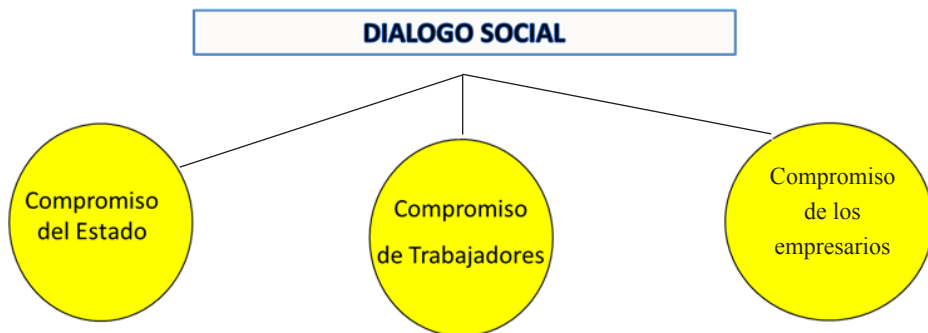 DIALOGO SOCIAL
Compromiso
del Estado
Compromiso
de Trabajadores
Compromiso
de los
empresarios